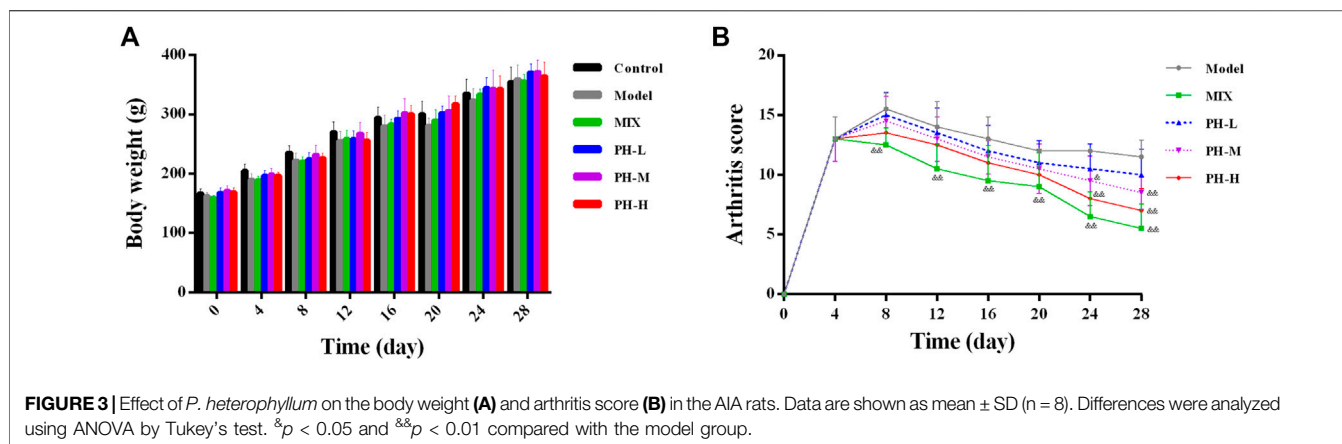 A
Body weight (g)
400
300
200
100
0
0 4 8 12 16 20 24 28
Time (day)
Control
Model
MIX
PH-L
PH-M
PH-H
B
Arthritis score
20
15
10
5
0
&& && && && & && && && && &&
0 4 8 12 16 20 24 28
Time (day)
Model
MIX
PH-L
PH-M
PH-H
FIGURE 3 | Effect of P. heterophyllum on the body weight (A) and arthritis score (B) in the AIA rats. Data are shown as mean ± SD (n = 8). Differences were analyzed
using ANOVA by Tukey's test. &p < 0.05 and &&p < 0.01 compared with the model group.